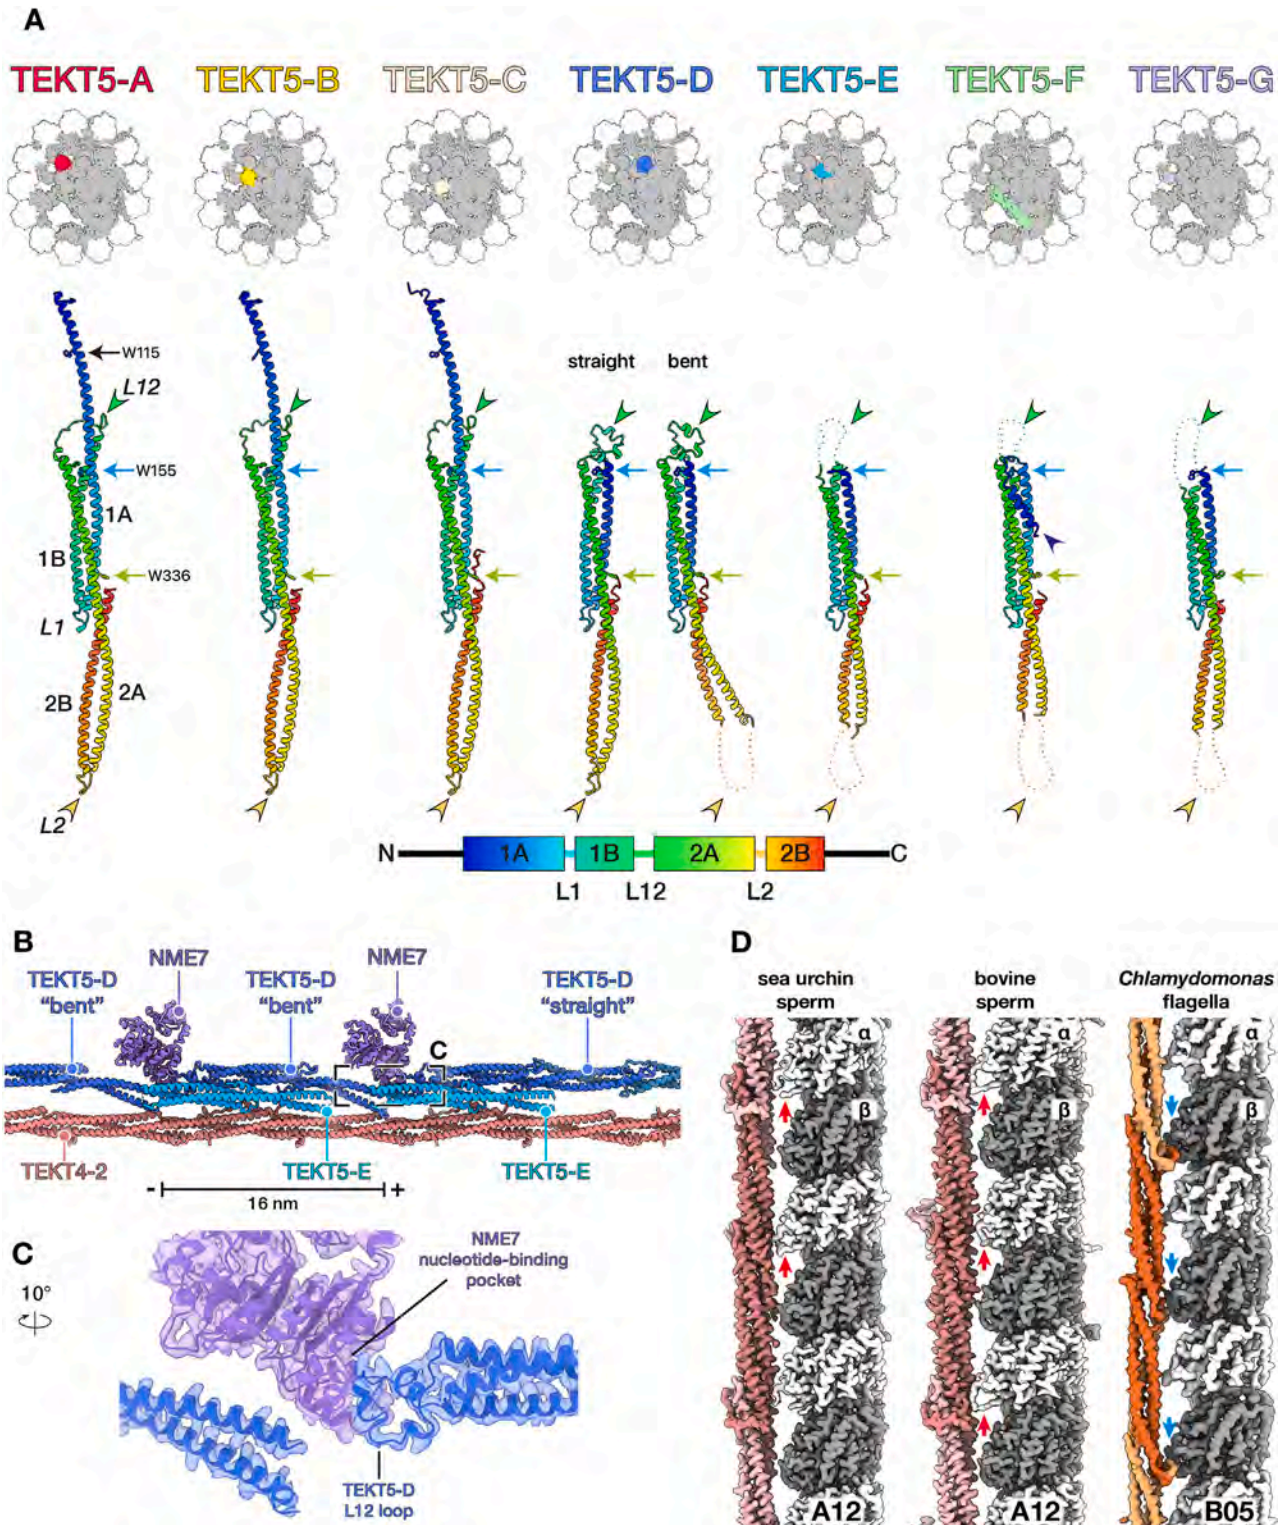 A
TEKT5-A TEKT5-B TEKT5-C TEKT5-D TEKT5-E TEKT5-F TEKT5-G
W115
straight bent
L12
W155
1A
1B
W336
L1
2B 2A
L2
N 1A 1B 2A 2B C
L1 L12 L2
B
NME7 NME7
TEKT5-D
"bent"
TEKT5-D
"bent"
TEKT5-D
"straight"
C
TEKT4-2 TEKT5-E TEKT5-E
- +
16 nm
C
10°
NME7
nucleotide-binding
pocket
TEKT5-D
L12 loop
D
sea urchin
sperm
bovine
sperm
Chlamydomonas
flagella
α α α
β β β
A12 A12 B05